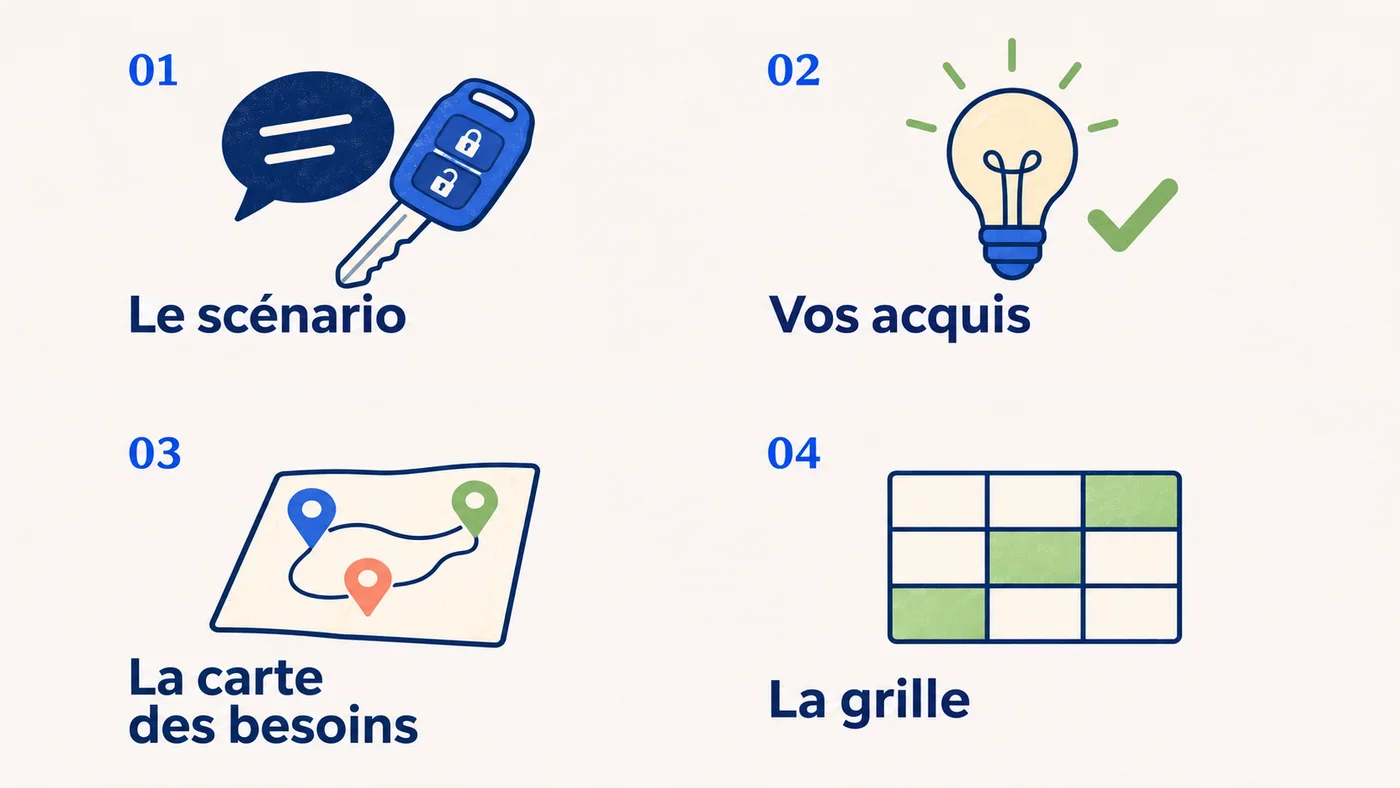 01
Le scénario
02
Vos acquis
03
La carte
des besoins
04
La grille